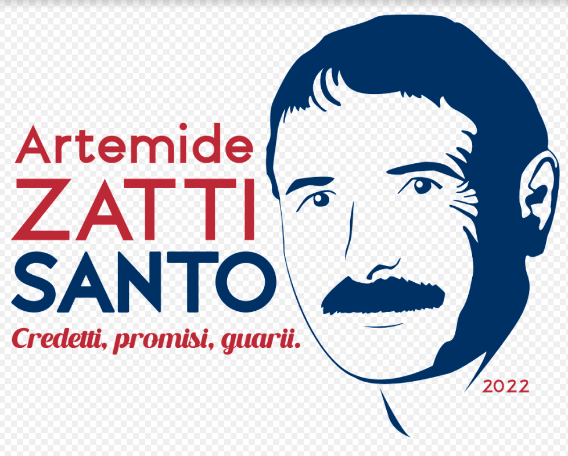 Artemide
ZATTI
SANTO
Credetti, promisi, guarii.
2022